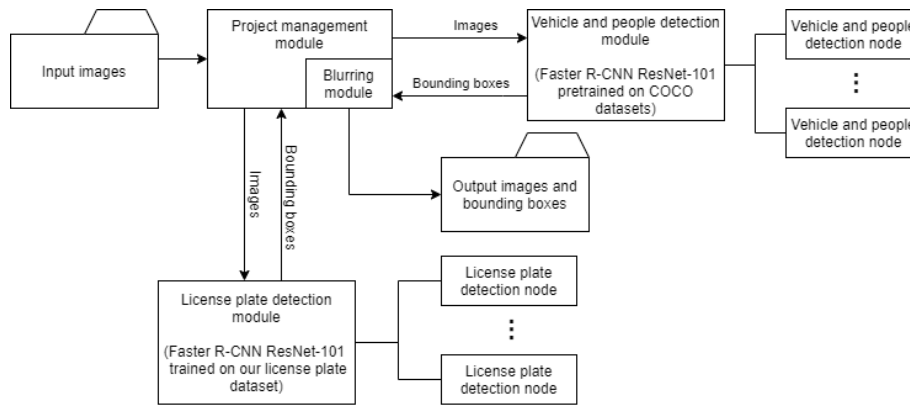 Input images
Project management
module
Blurring
module
Images
Bounding boxes
Vehicle and people detection
module
(Faster R-CNN ResNet-101
pretrained on COCO
datasets)
Vehicle and people
detection node
Vehicle and people
detection node
Images
Bounding boxes
Output images and
bounding boxes
License plate detection
module
(Faster R-CNN ResNet-101
trained on our license plate
dataset)
License plate
detection node
License plate
detection node